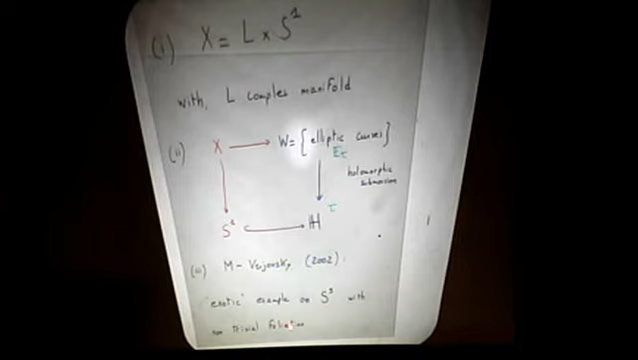 (i) X = L × S¹
with, L complex manifold
(ii) X → W = { elliptic curves }
Eτ
holomorphic
submersion
τ
S¹ ↪ ℍ
(iii) M - Verjovsky (2002).
"exotic" example on S⁵ with
non trivial foliation